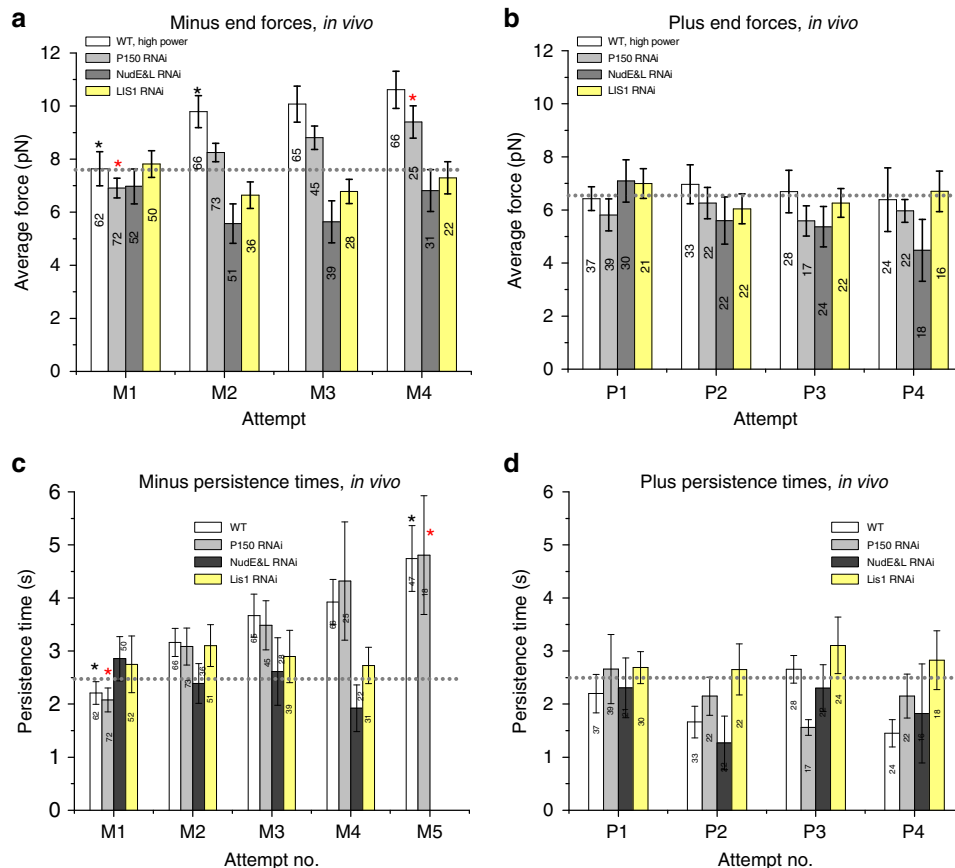 a
Minus end forces, in vivo
WT, high power
P150 RNAi
NudE&L RNAi
LIS1 RNAi
Average force (pN)
12
10
8
6
4
2
0
* * * *
62 72 52 50
66 73 51 36
65 45 39 28
66 25 31 22
M1 M2 M3 M4
Attempt
b
Plus end forces, in vivo
WT, high power
P150 RNAi
NudE&L RNAi
LIS1 RNAi
Average force (pN)
12
10
8
6
4
2
0
37 39 30 21
33 22 22 22
28 17 24 22
24 22 18 16
P1 P2 P3 P4
Attempt
c
Minus persistence times, in vivo
WT
P150 RNAi
NudE&L RNAi
Lis1 RNAi
Persistence time (s)
6
5
4
3
2
1
0
* * * *
62 72 50 52
66 73 36 51
65 45 28 39
25 22 31
47 18
M1 M2 M3 M4 M5
Attempt no.
d
Plus persistence times, in vivo
WT
P150 RNAi
NudE&L RNAi
Lis1 RNAi
Persistence time (s)
6
5
4
3
2
1
0
37 39 30
33 22 22
28 17 24
24 22 18
P1 P2 P3 P4
Attempt no.